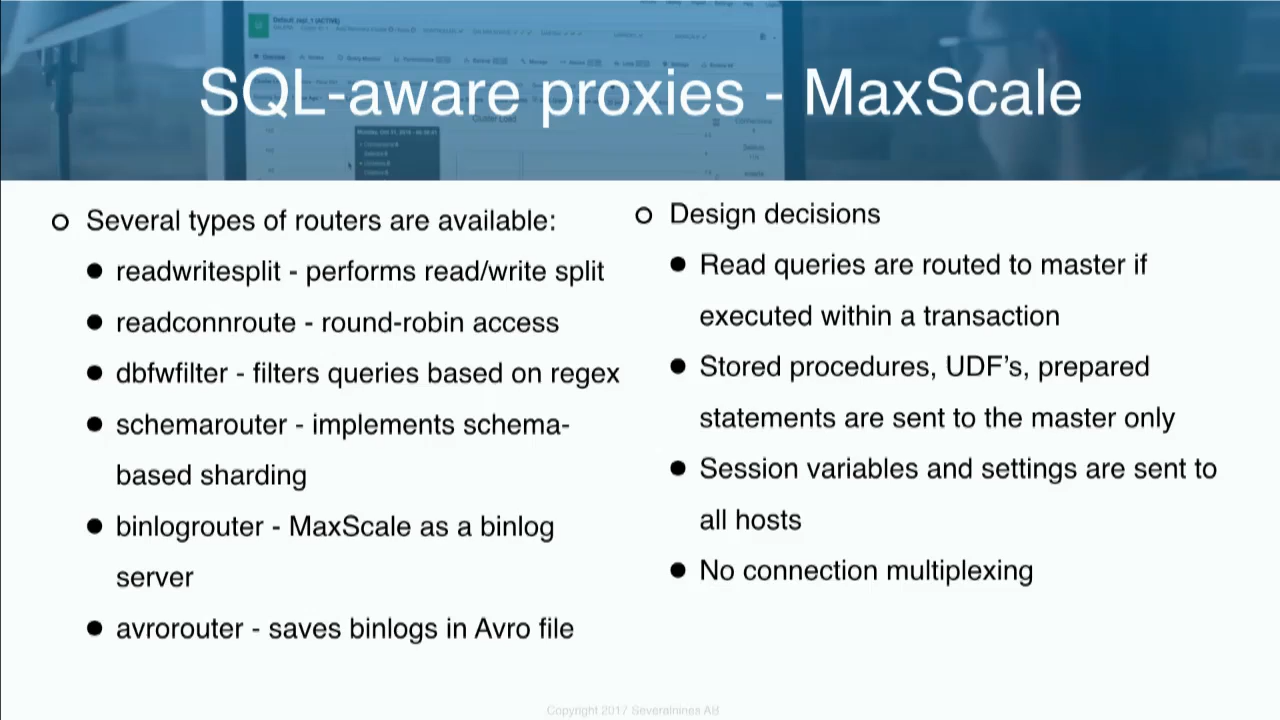 SQL-aware proxies - MaxScale
Cluster Load
Several types of routers are available:
readwritesplit - performs read/write split
readconnroute - round-robin access
dbfwfilter - filters queries based on regex
schemarouter - implements schema-
based sharding
binlogrouter - MaxScale as a binlog
server
avrorouter - saves binlogs in Avro file
Design decisions
Read queries are routed to master if
executed within a transaction
Stored procedures, UDF’s, prepared
statements are sent to the master only
Session variables and settings are sent to
all hosts
No connection multiplexing
Copyright 2017 Severalnines AB